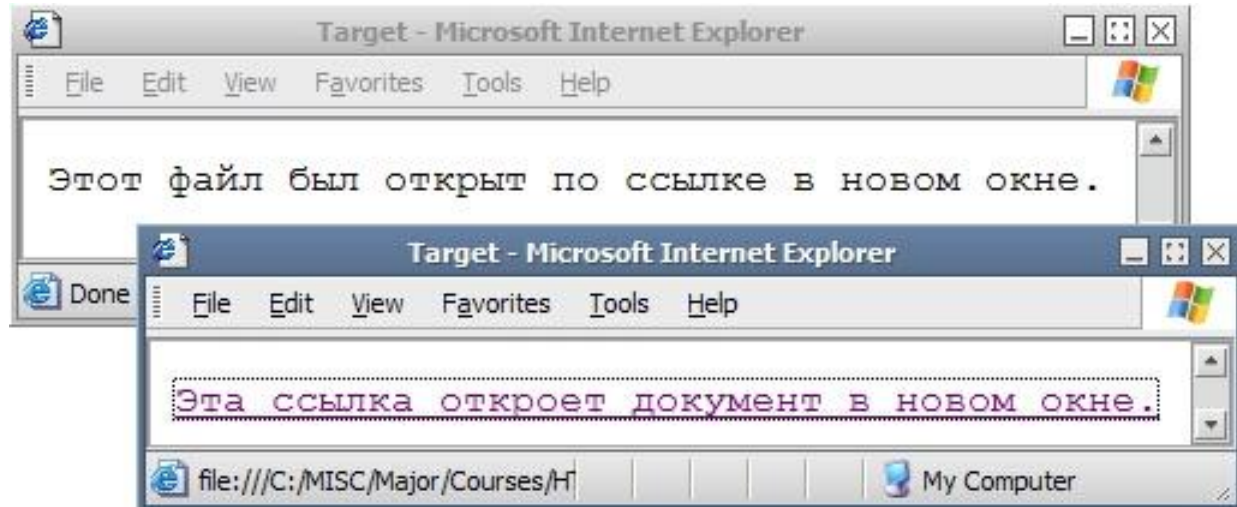 Target - Microsoft Internet Explorer
File Edit View Favorites Tools Help
Этот файл был открыт по ссылке в новом окне.
Done
Target - Microsoft Internet Explorer
File Edit View Favorites Tools Help
Эта ссылка откроет документ в новом окне.
file:///C:/MISC/Major/Courses/HT My Computer